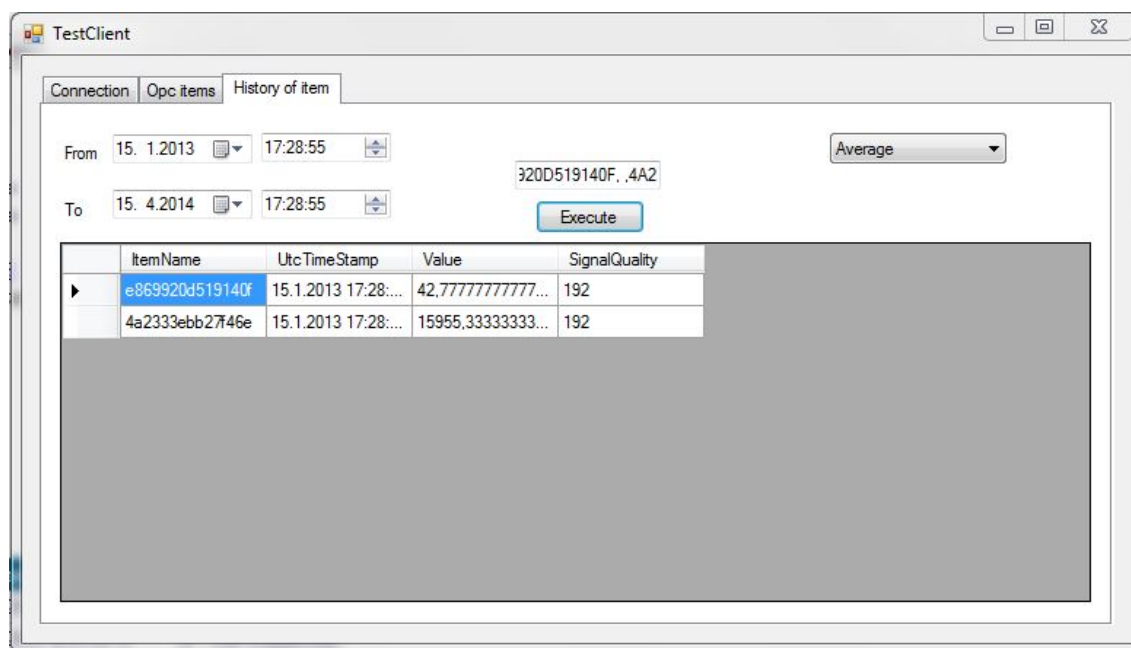 TestClient
Connection Opc items History of item
From 15. 1.2013 17:28:55 Average
920D519140F, ,4A2
To 15. 4.2014 17:28:55
Execute
ItemName UtcTimeStamp Value SignalQuality
e869920d519140f 15.1.2013 17:28:... 42,77777777777... 192
4a2333ebb27f46e 15.1.2013 17:28:... 15955,33333333... 192